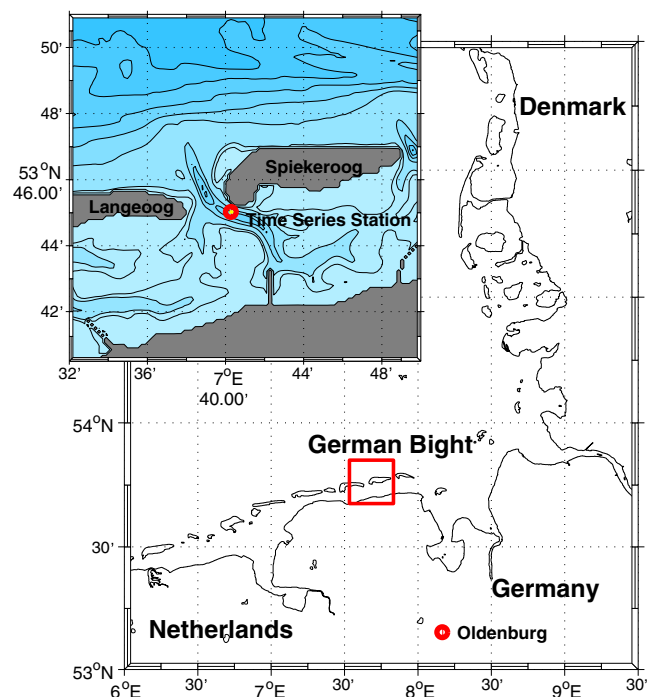 50'
48'
53°N
46.00'
44'
42'
Spiekeroog
Langeoog
Time Series Station
32'
36'
7°E
40.00'
44'
48'
Denmark
54°N
German Bight
30'
Germany
Netherlands
Oldenburg
53°N
6°E
30'
7°E
30'
8°E
30'
9°E
30'